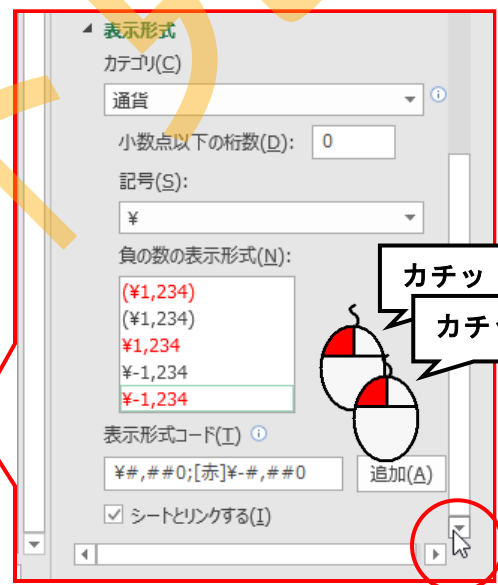 表示形式
カテゴリ(C)
通貨
小数点以下の桁数(D): 0
記号(S):
¥
負の数の表示形式(N):
(¥1,234)
(¥1,234)
¥1,234
¥-1,234
¥-1,234
カチッ
カチッ
表示形式コード(T)
¥#,##0;[赤]¥-#,##0 追加(A)
シートとリンクする(I)